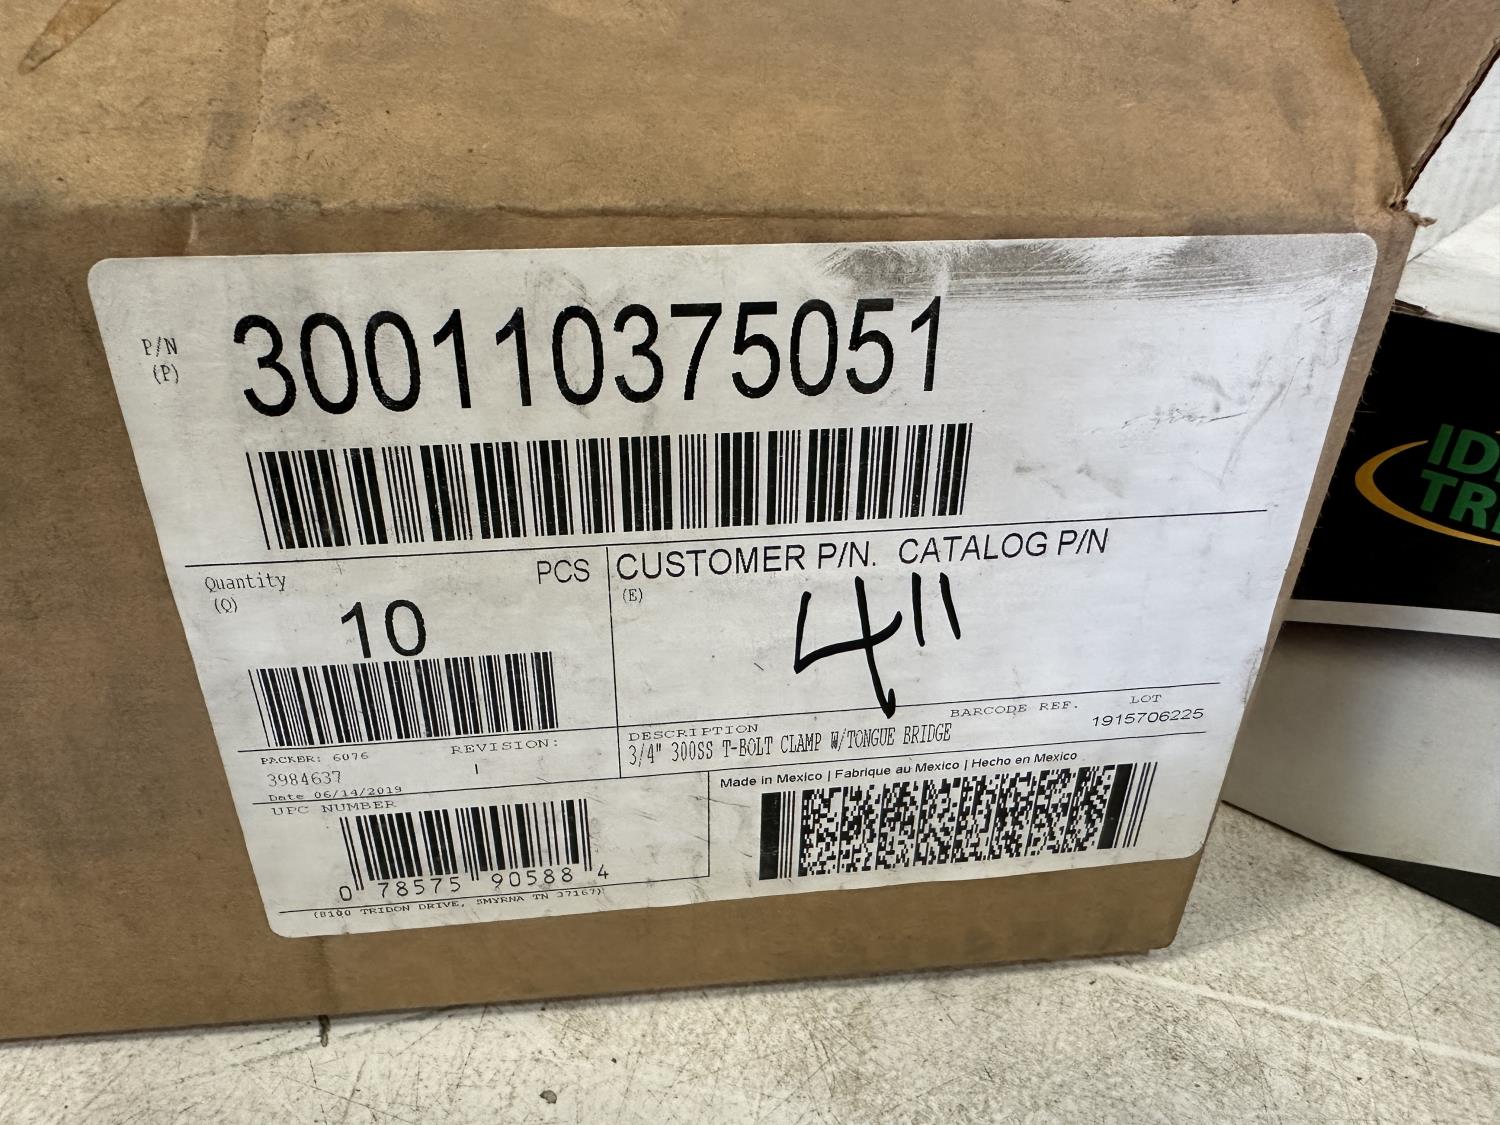 P/N
(P)
300110375051
Quantity
(Q)
10
PCS
CUSTOMER P/N. CATALOG P/N
(E)
4"
PACKER: 6076
3984637
Date 06/14/2019
REVISION:
DESCRIPTION
BARCODE REF.
LOT
1915706225
3/4" 300SS T-BOLT CLAMP W/TONGUE BRIDGE
Made in Mexico | Fabrique au Mexico | Hecho en Mexico
UPC NUMBER
0 78575 90588 4
(8100 TRIDON DRIVE, SMYRNA TN 37167)
ID
TR